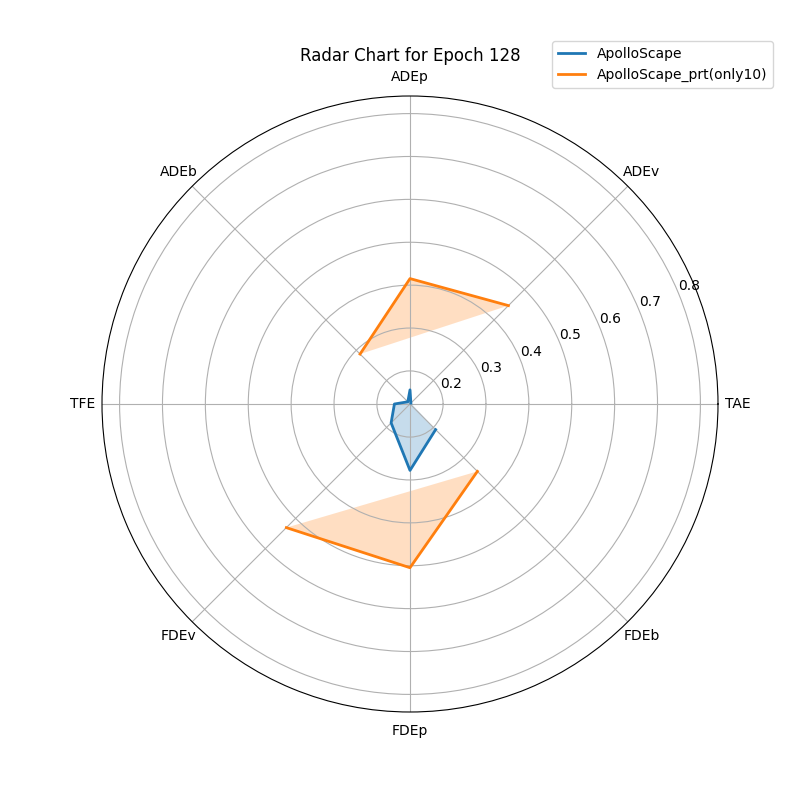 Radar Chart for Epoch 128
ApolloScape
ApolloScape_prt(only10)
ADEp
ADEb
ADEv
0.8
0.7
0.6
0.5
0.4
0.3
0.2
TFE
TAE
FDEv
FDEb
FDEp